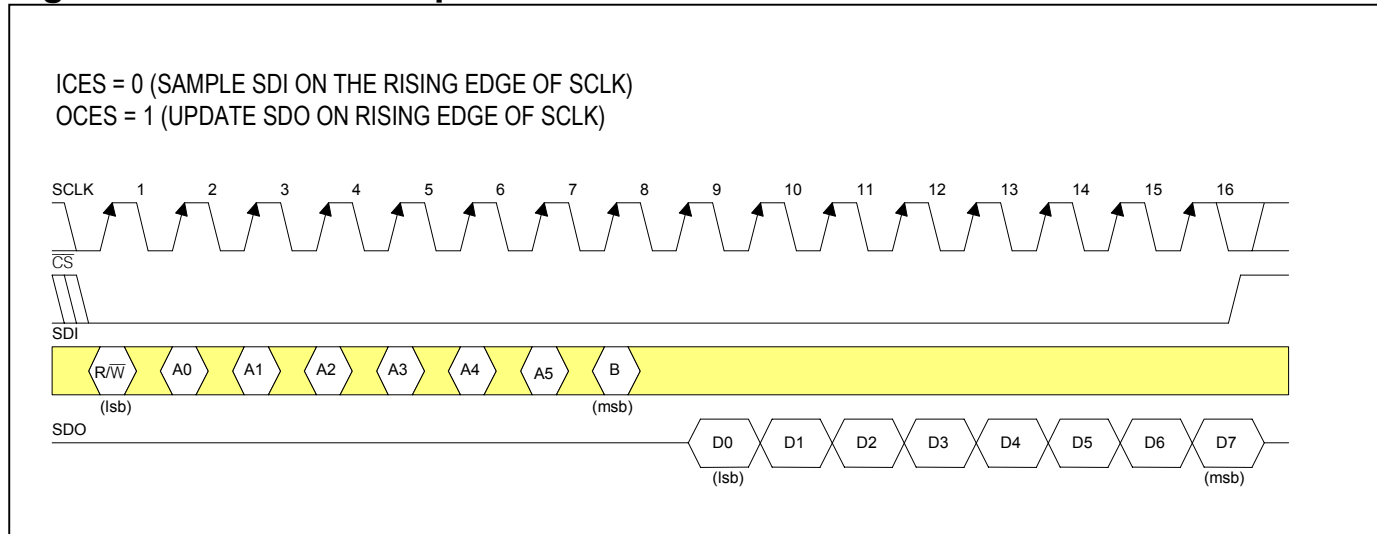 ICES = 0 (SAMPLE SDI ON THE RISING EDGE OF SCLK)
OCES = 1 (UPDATE SDO ON RISING EDGE OF SCLK)
SCLK 1 2 3 4 5 6 7 8 9 10 11 12 13 14 15 16
CS
SDI
R/W A0 A1 A2 A3 A4 A5 B
(lsb) (msb)
SDO
D0 D1 D2 D3 D4 D5 D6 D7
(lsb) (msb)